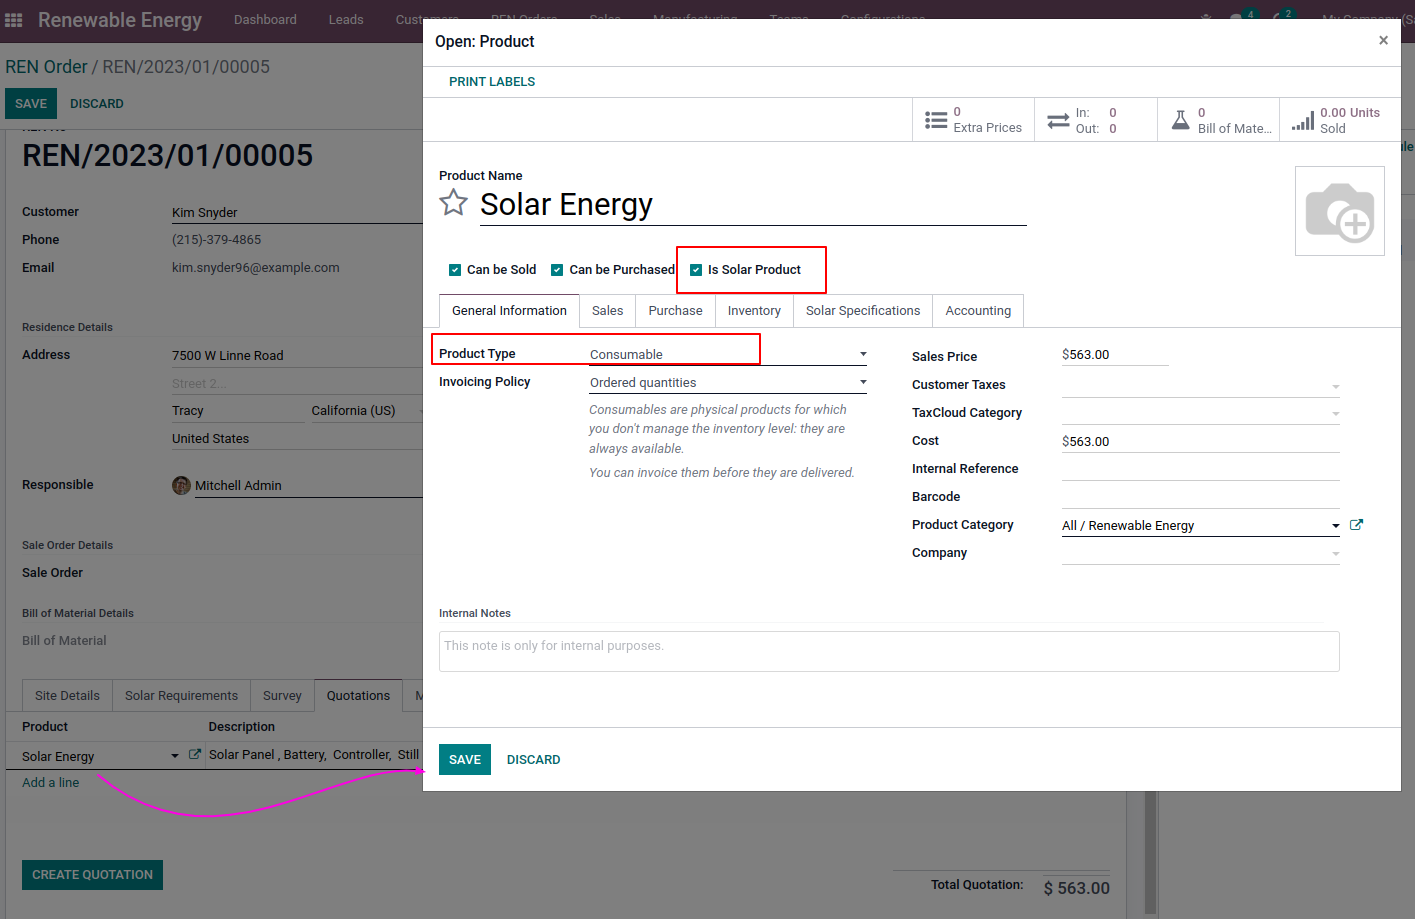 Renewable Energy
Dashboard
Leads
Customers
REN Orders
Sales
Manufacturing
Teams
Configurations
4
2
My Company (S
REN Order / REN/2023/01/00005
SAVE
DISCARD
REN/2023/01/00005
Customer
Kim Snyder
Phone
(215)-379-4865
Email
kim.snyder96@example.com
Residence Details
Address
7500 W Linne Road
Street 2...
Tracy
California (US)
United States
Responsible
Mitchell Admin
Sale Order Details
Sale Order
Bill of Material Details
Bill of Material
Site Details
Solar Requirements
Survey
Quotations
M
Product
Description
Solar Energy
Solar Panel , Battery, Controller, Still
Add a line
CREATE QUOTATION
Total Quotation:
$ 563.00
Open: Product
×
PRINT LABELS
0
Extra Prices
In: 0
Out: 0
0
Bill of Mate...
0.00 Units
Sold
Product Name
Solar Energy
Can be Sold
Can be Purchased
Is Solar Product
General Information
Sales
Purchase
Inventory
Solar Specifications
Accounting
Product Type
Consumable
Invoicing Policy
Ordered quantities
Consumables are physical products for which
you don't manage the inventory level: they are
always available.
You can invoice them before they are delivered.
Sales Price
$563.00
Customer Taxes
TaxCloud Category
Cost
$563.00
Internal Reference
Barcode
Product Category
All / Renewable Energy
Company
Internal Notes
This note is only for internal purposes.
SAVE
DISCARD